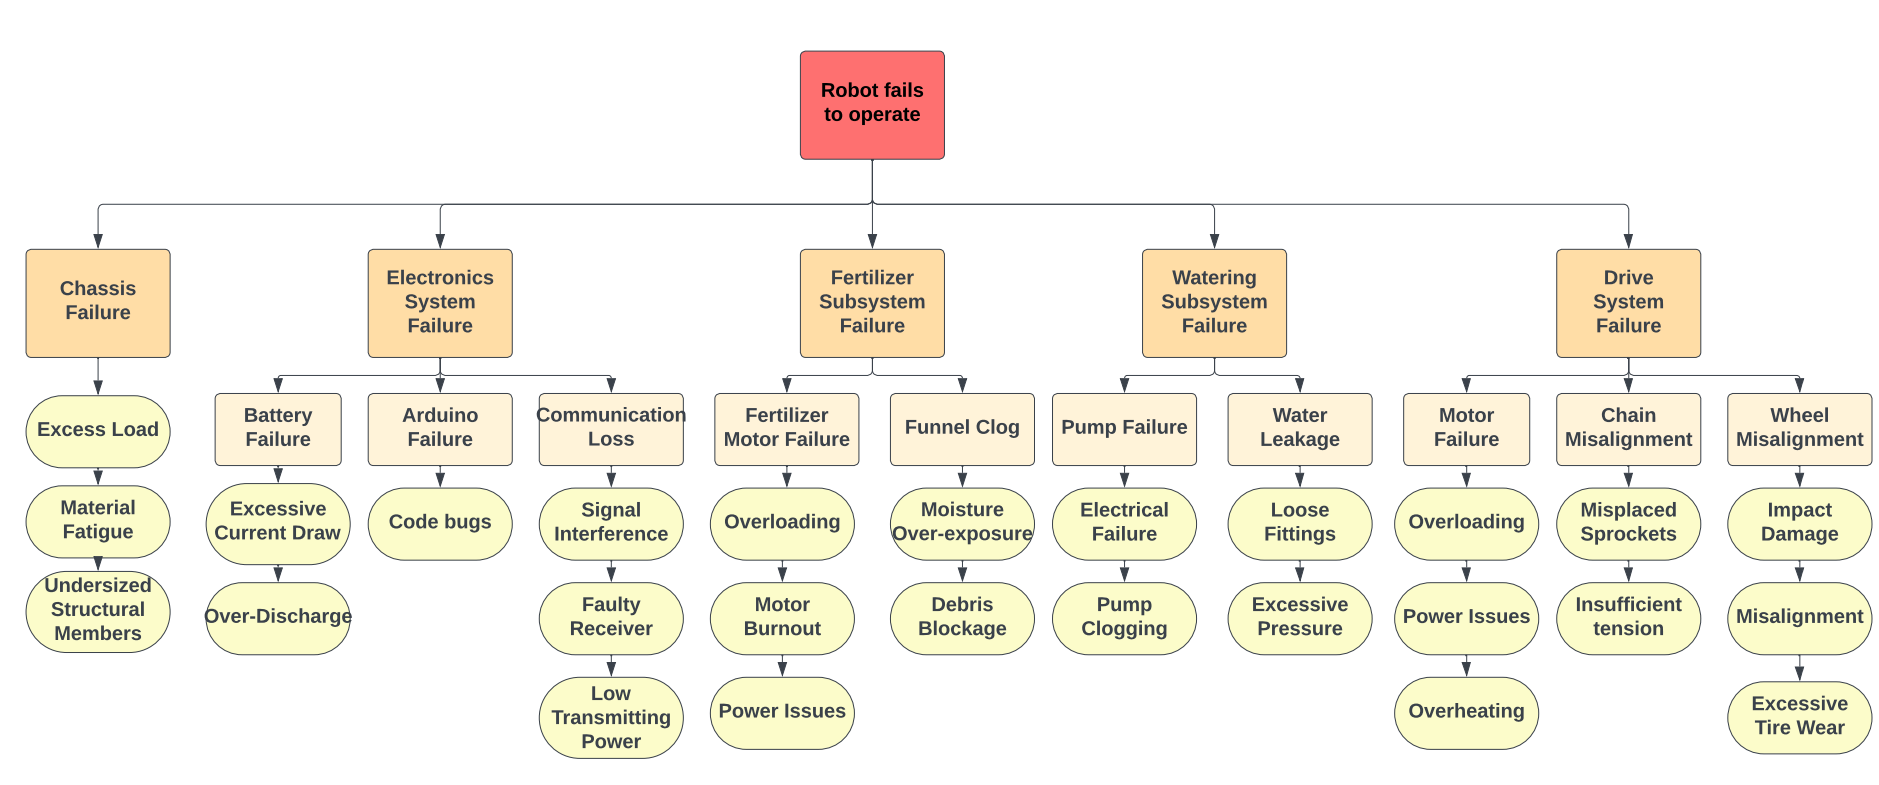 Robot fails
to operate
Chassis
Failure
Electronics
System
Failure
Fertilizer
Subsystem
Failure
Watering
Subsystem
Failure
Drive
System
Failure
Excess Load
Material
Fatigue
Undersized
Structural
Members
Battery
Failure
Excessive
Current Draw
Over-Discharge
Arduino
Failure
Code bugs
Communication
Loss
Signal
Interference
Faulty
Receiver
Low
Transmitting
Power
Fertilizer
Motor Failure
Overloading
Motor
Burnout
Power Issues
Funnel Clog
Moisture
Over-exposure
Debris
Blockage
Pump Failure
Electrical
Failure
Pump
Clogging
Water
Leakage
Loose
Fittings
Excessive
Pressure
Motor
Failure
Overloading
Power Issues
Overheating
Chain
Misalignment
Misplaced
Sprockets
Insufficient
tension
Wheel
Misalignment
Impact
Damage
Misalignment
Excessive
Tire Wear